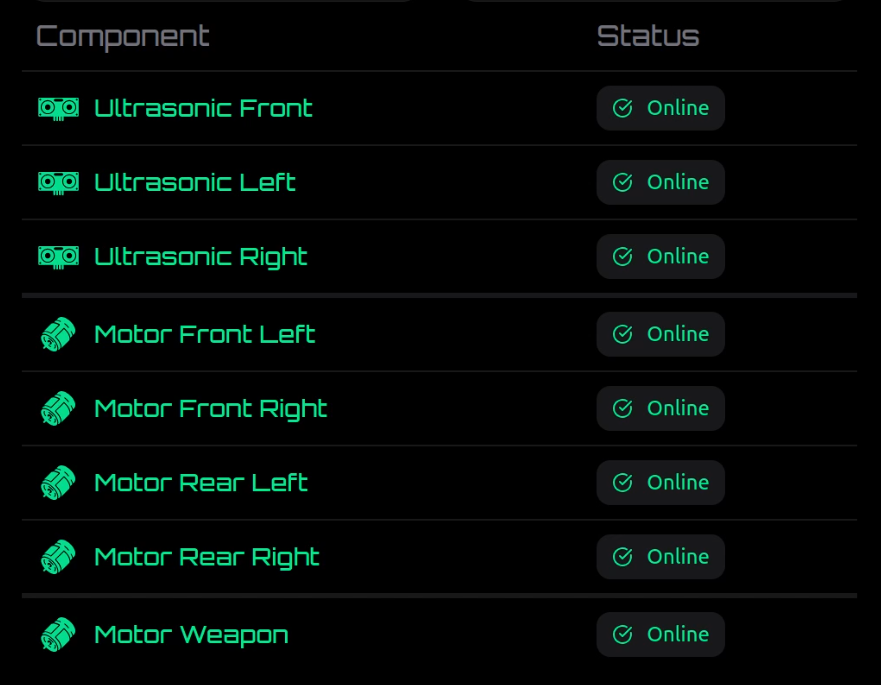 Component Status
Ultrasonic Front Online
Ultrasonic Left Online
Ultrasonic Right Online
Motor Front Left Online
Motor Front Right Online
Motor Rear Left Online
Motor Rear Right Online
Motor Weapon Online